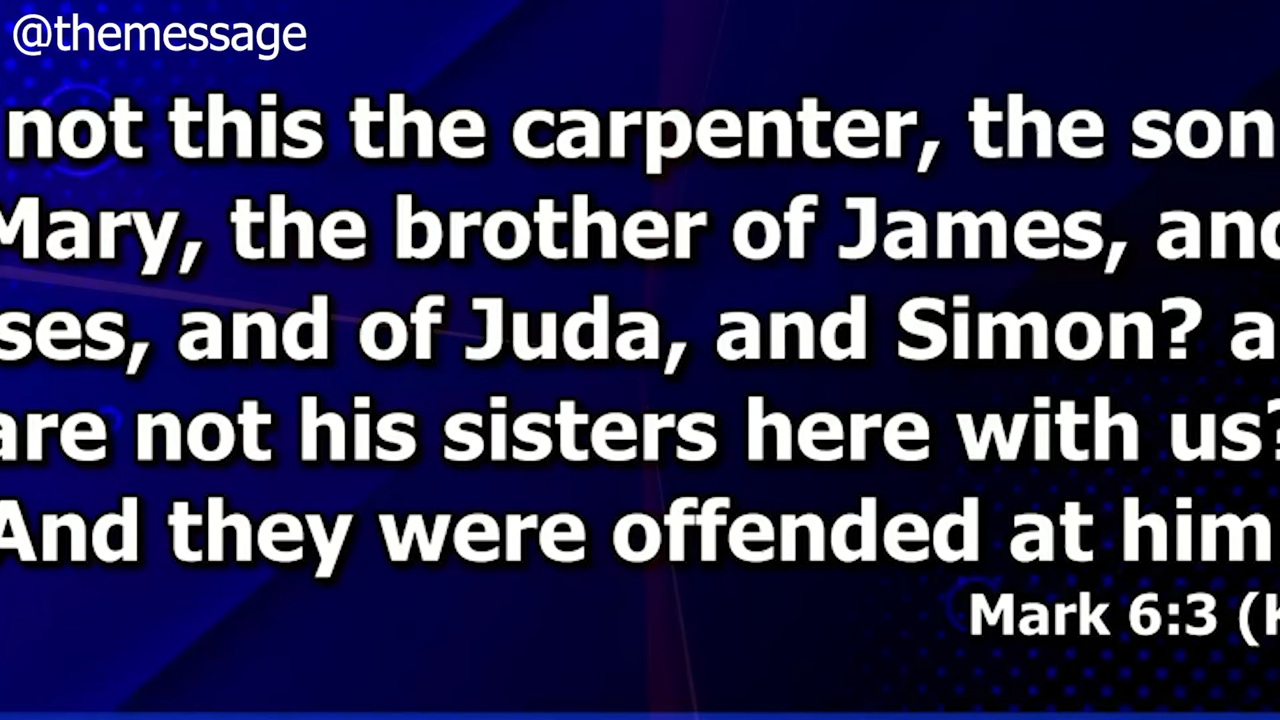 @themessage
not this the carpenter, the son
Mary, the brother of James, and
ses, and of Juda, and Simon? a
are not his sisters here with us?
And they were offended at him
Mark 6:3 (K